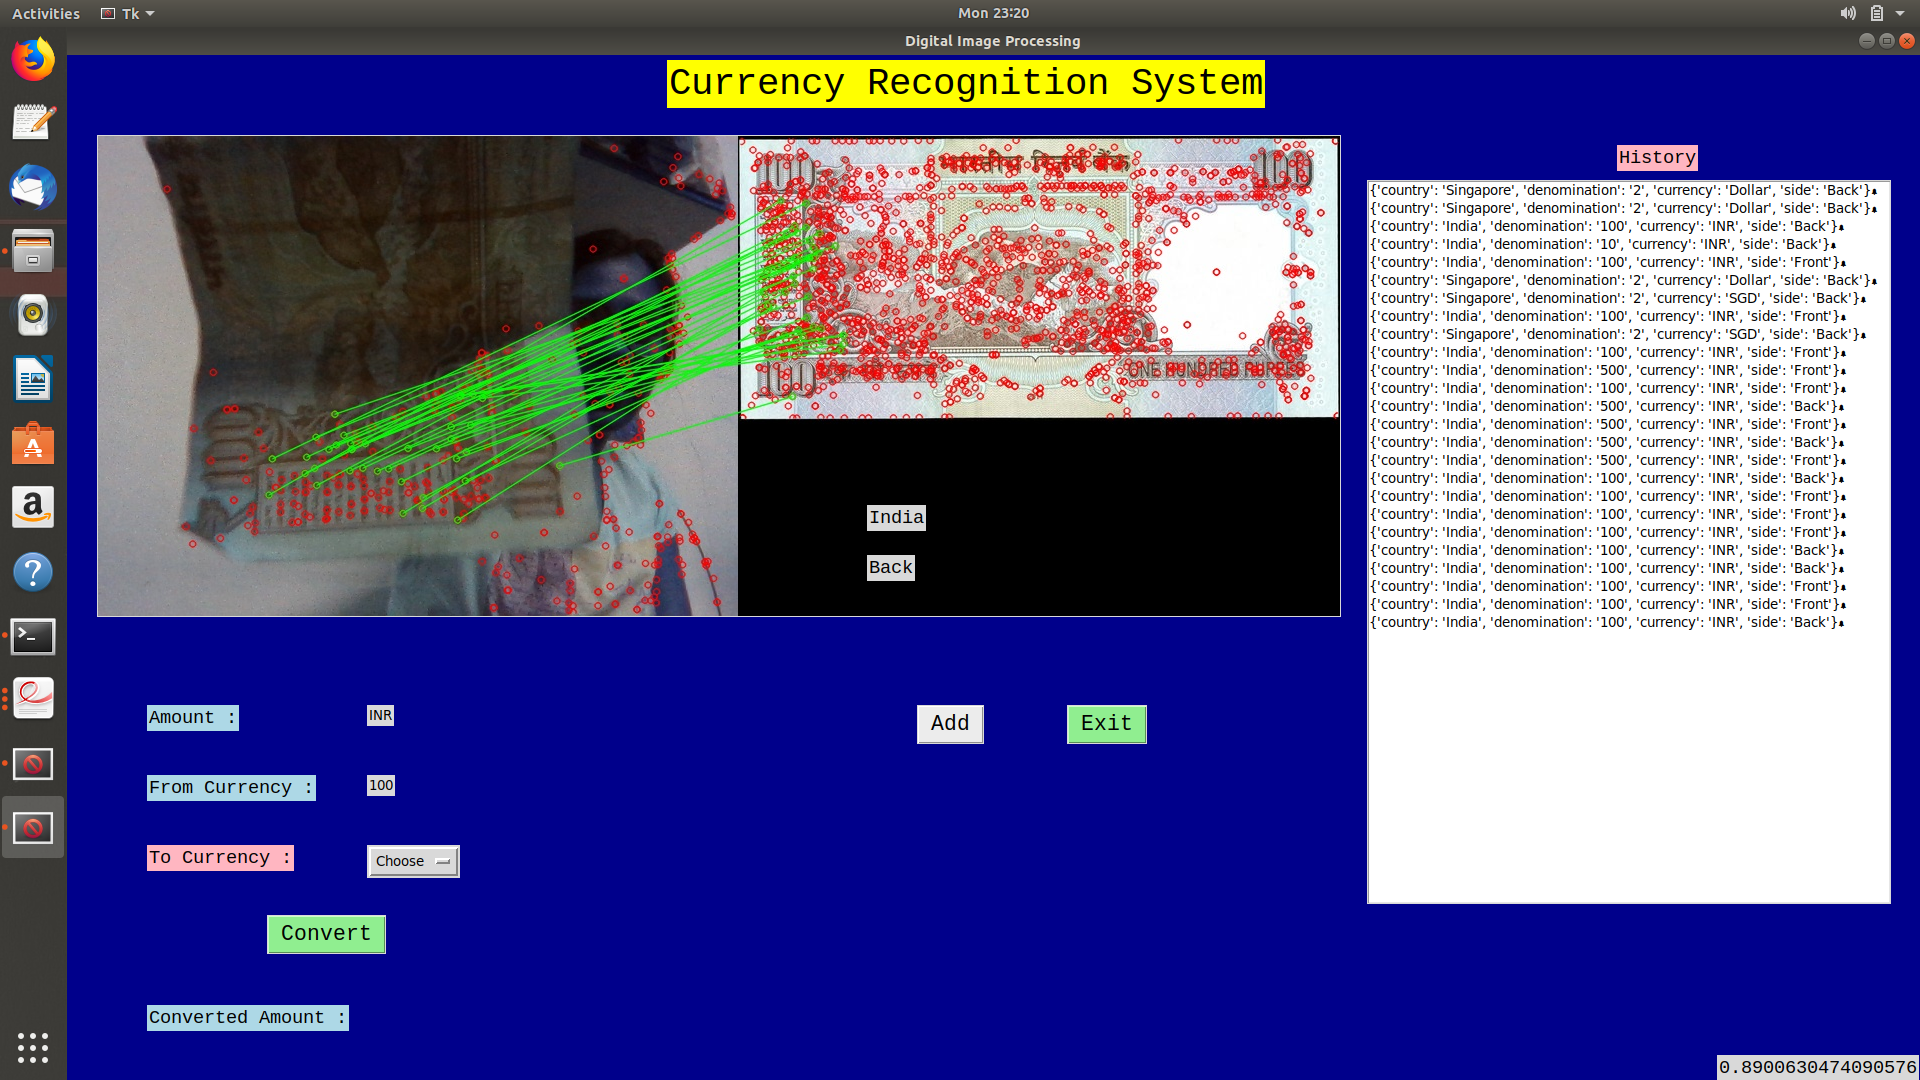 Activities
Tk
Mon 23:20
Digital Image Processing
Currency Recognition System
ONE HUNDRED RUPEES
India
Back
History
{'country': 'Singapore', 'denomination': '2', 'currency': 'Dollar', 'side': 'Back'}
{'country': 'Singapore', 'denomination': '2', 'currency': 'Dollar', 'side': 'Back'}
{'country': 'India', 'denomination': '100', 'currency': 'INR', 'side': 'Back'}
{'country': 'India', 'denomination': '10', 'currency': 'INR', 'side': 'Back'}
{'country': 'India', 'denomination': '100', 'currency': 'INR', 'side': 'Front'}
{'country': 'Singapore', 'denomination': '2', 'currency': 'Dollar', 'side': 'Back'}
{'country': 'Singapore', 'denomination': '2', 'currency': 'SGD', 'side': 'Back'}
{'country': 'India', 'denomination': '100', 'currency': 'INR', 'side': 'Front'}
{'country': 'Singapore', 'denomination': '2', 'currency': 'SGD', 'side': 'Back'}
{'country': 'India', 'denomination': '100', 'currency': 'INR', 'side': 'Front'}
{'country': 'India', 'denomination': '500', 'currency': 'INR', 'side': 'Front'}
{'country': 'India', 'denomination': '100', 'currency': 'INR', 'side': 'Front'}
{'country': 'India', 'denomination': '500', 'currency': 'INR', 'side': 'Back'}
{'country': 'India', 'denomination': '500', 'currency': 'INR', 'side': 'Front'}
{'country': 'India', 'denomination': '500', 'currency': 'INR', 'side': 'Back'}
{'country': 'India', 'denomination': '500', 'currency': 'INR', 'side': 'Front'}
{'country': 'India', 'denomination': '100', 'currency': 'INR', 'side': 'Back'}
{'country': 'India', 'denomination': '100', 'currency': 'INR', 'side': 'Front'}
{'country': 'India', 'denomination': '100', 'currency': 'INR', 'side': 'Front'}
{'country': 'India', 'denomination': '100', 'currency': 'INR', 'side': 'Front'}
{'country': 'India', 'denomination': '100', 'currency': 'INR', 'side': 'Back'}
{'country': 'India', 'denomination': '100', 'currency': 'INR', 'side': 'Back'}
{'country': 'India', 'denomination': '100', 'currency': 'INR', 'side': 'Front'}
{'country': 'India', 'denomination': '100', 'currency': 'INR', 'side': 'Front'}
{'country': 'India', 'denomination': '100', 'currency': 'INR', 'side': 'Back'}
Amount :
INR
From Currency :
100
To Currency :
Choose
Convert
Converted Amount :
Add
Exit
0.8900630474090576